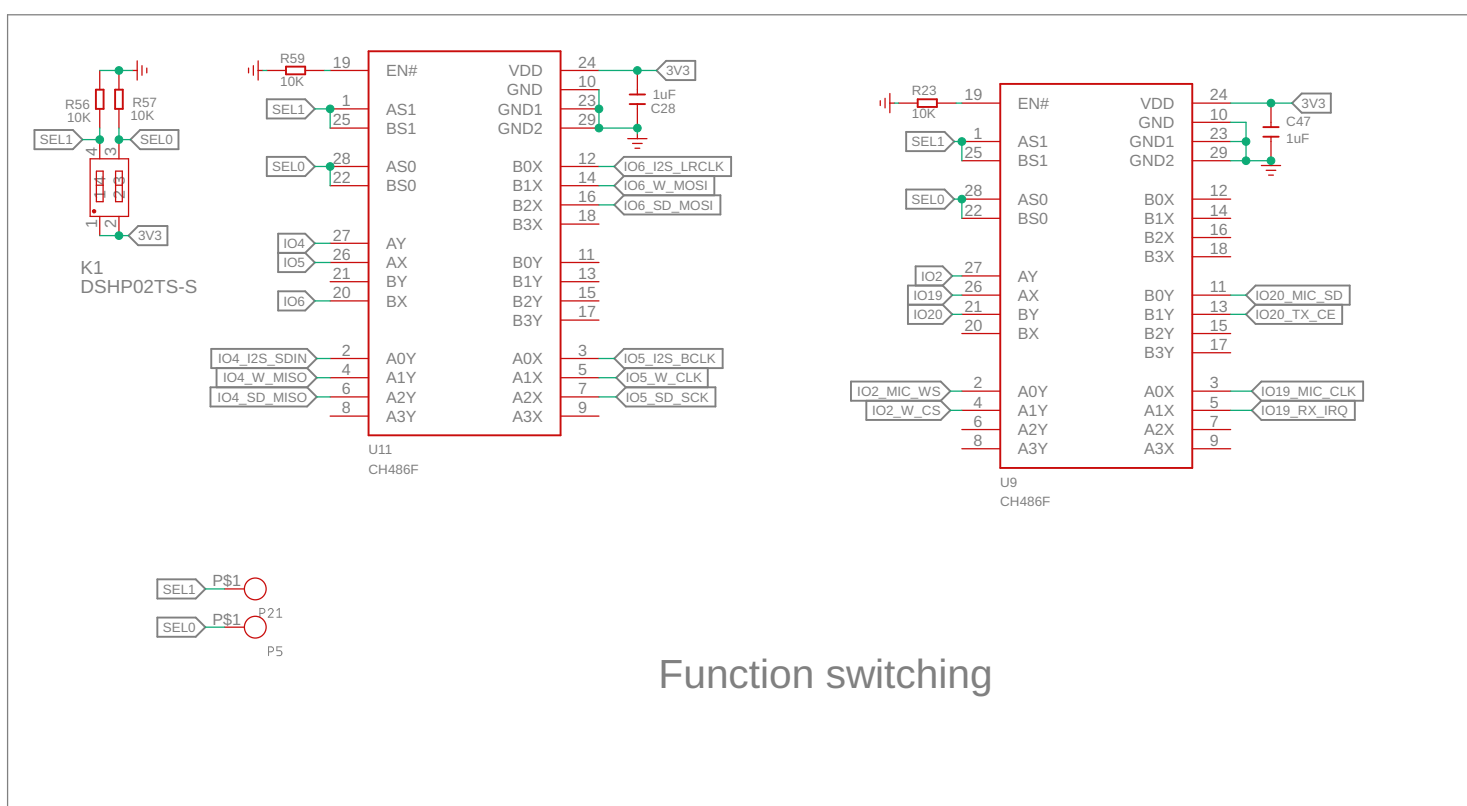 R56
10K
R57
10K
SEL1
SEL0
4
3
1 4
2 3
1
2
3V3
K1
DSHP02TS-S
R59
10K
19
EN#
SEL1
1
AS1
25
BS1
SEL0
28
AS0
22
BS0
IO4
27
AY
IO5
26
AX
21
BY
IO6
20
BX
IO4_I2S_SDIN
2
A0Y
IO4_W_MISO
4
A1Y
IO4_SD_MISO
6
A2Y
8
A3Y
VDD
24
3V3
GND
10
GND1
23
GND2
29
1uF
C28
B0X
12
IO6_I2S_LRCLK
B1X
14
IO6_W_MOSI
B2X
16
IO6_SD_MOSI
B3X
18
B0Y
11
B1Y
13
B2Y
15
B3Y
17
A0X
3
IO5_I2S_BCLK
A1X
5
IO5_W_CLK
A2X
7
IO5_SD_SCK
A3X
9
U11
CH486F
R23
10K
19
EN#
SEL1
1
AS1
25
BS1
SEL0
28
AS0
22
BS0
IO2
27
AY
IO19
26
AX
IO20
21
BY
20
BX
IO2_MIC_WS
2
A0Y
IO2_W_CS
4
A1Y
6
A2Y
8
A3Y
VDD
24
3V3
GND
10
GND1
23
GND2
29
C47
1uF
B0X
12
B1X
14
B2X
16
B3X
18
B0Y
11
IO20_MIC_SD
B1Y
13
IO20_TX_CE
B2Y
15
B3Y
17
A0X
3
IO19_MIC_CLK
A1X
5
IO19_RX_IRQ
A2X
7
A3X
9
U9
CH486F
SEL1
P$1
P21
SEL0
P$1
P5
Function switching